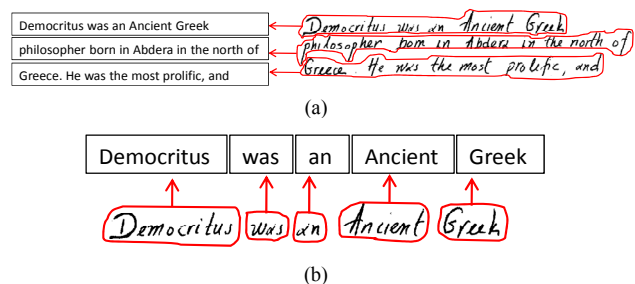 Democritus was an Ancient Greek
Democritus was an Ancient Greek
philosopher born in Abdera in the north of
philosopher born in Abdera in the north of
Greece. He was the most prolific, and
Greece. He was the most prolific, and
(a)
Democritus was an Ancient Greek
Democritus was an Ancient Greek
(b)